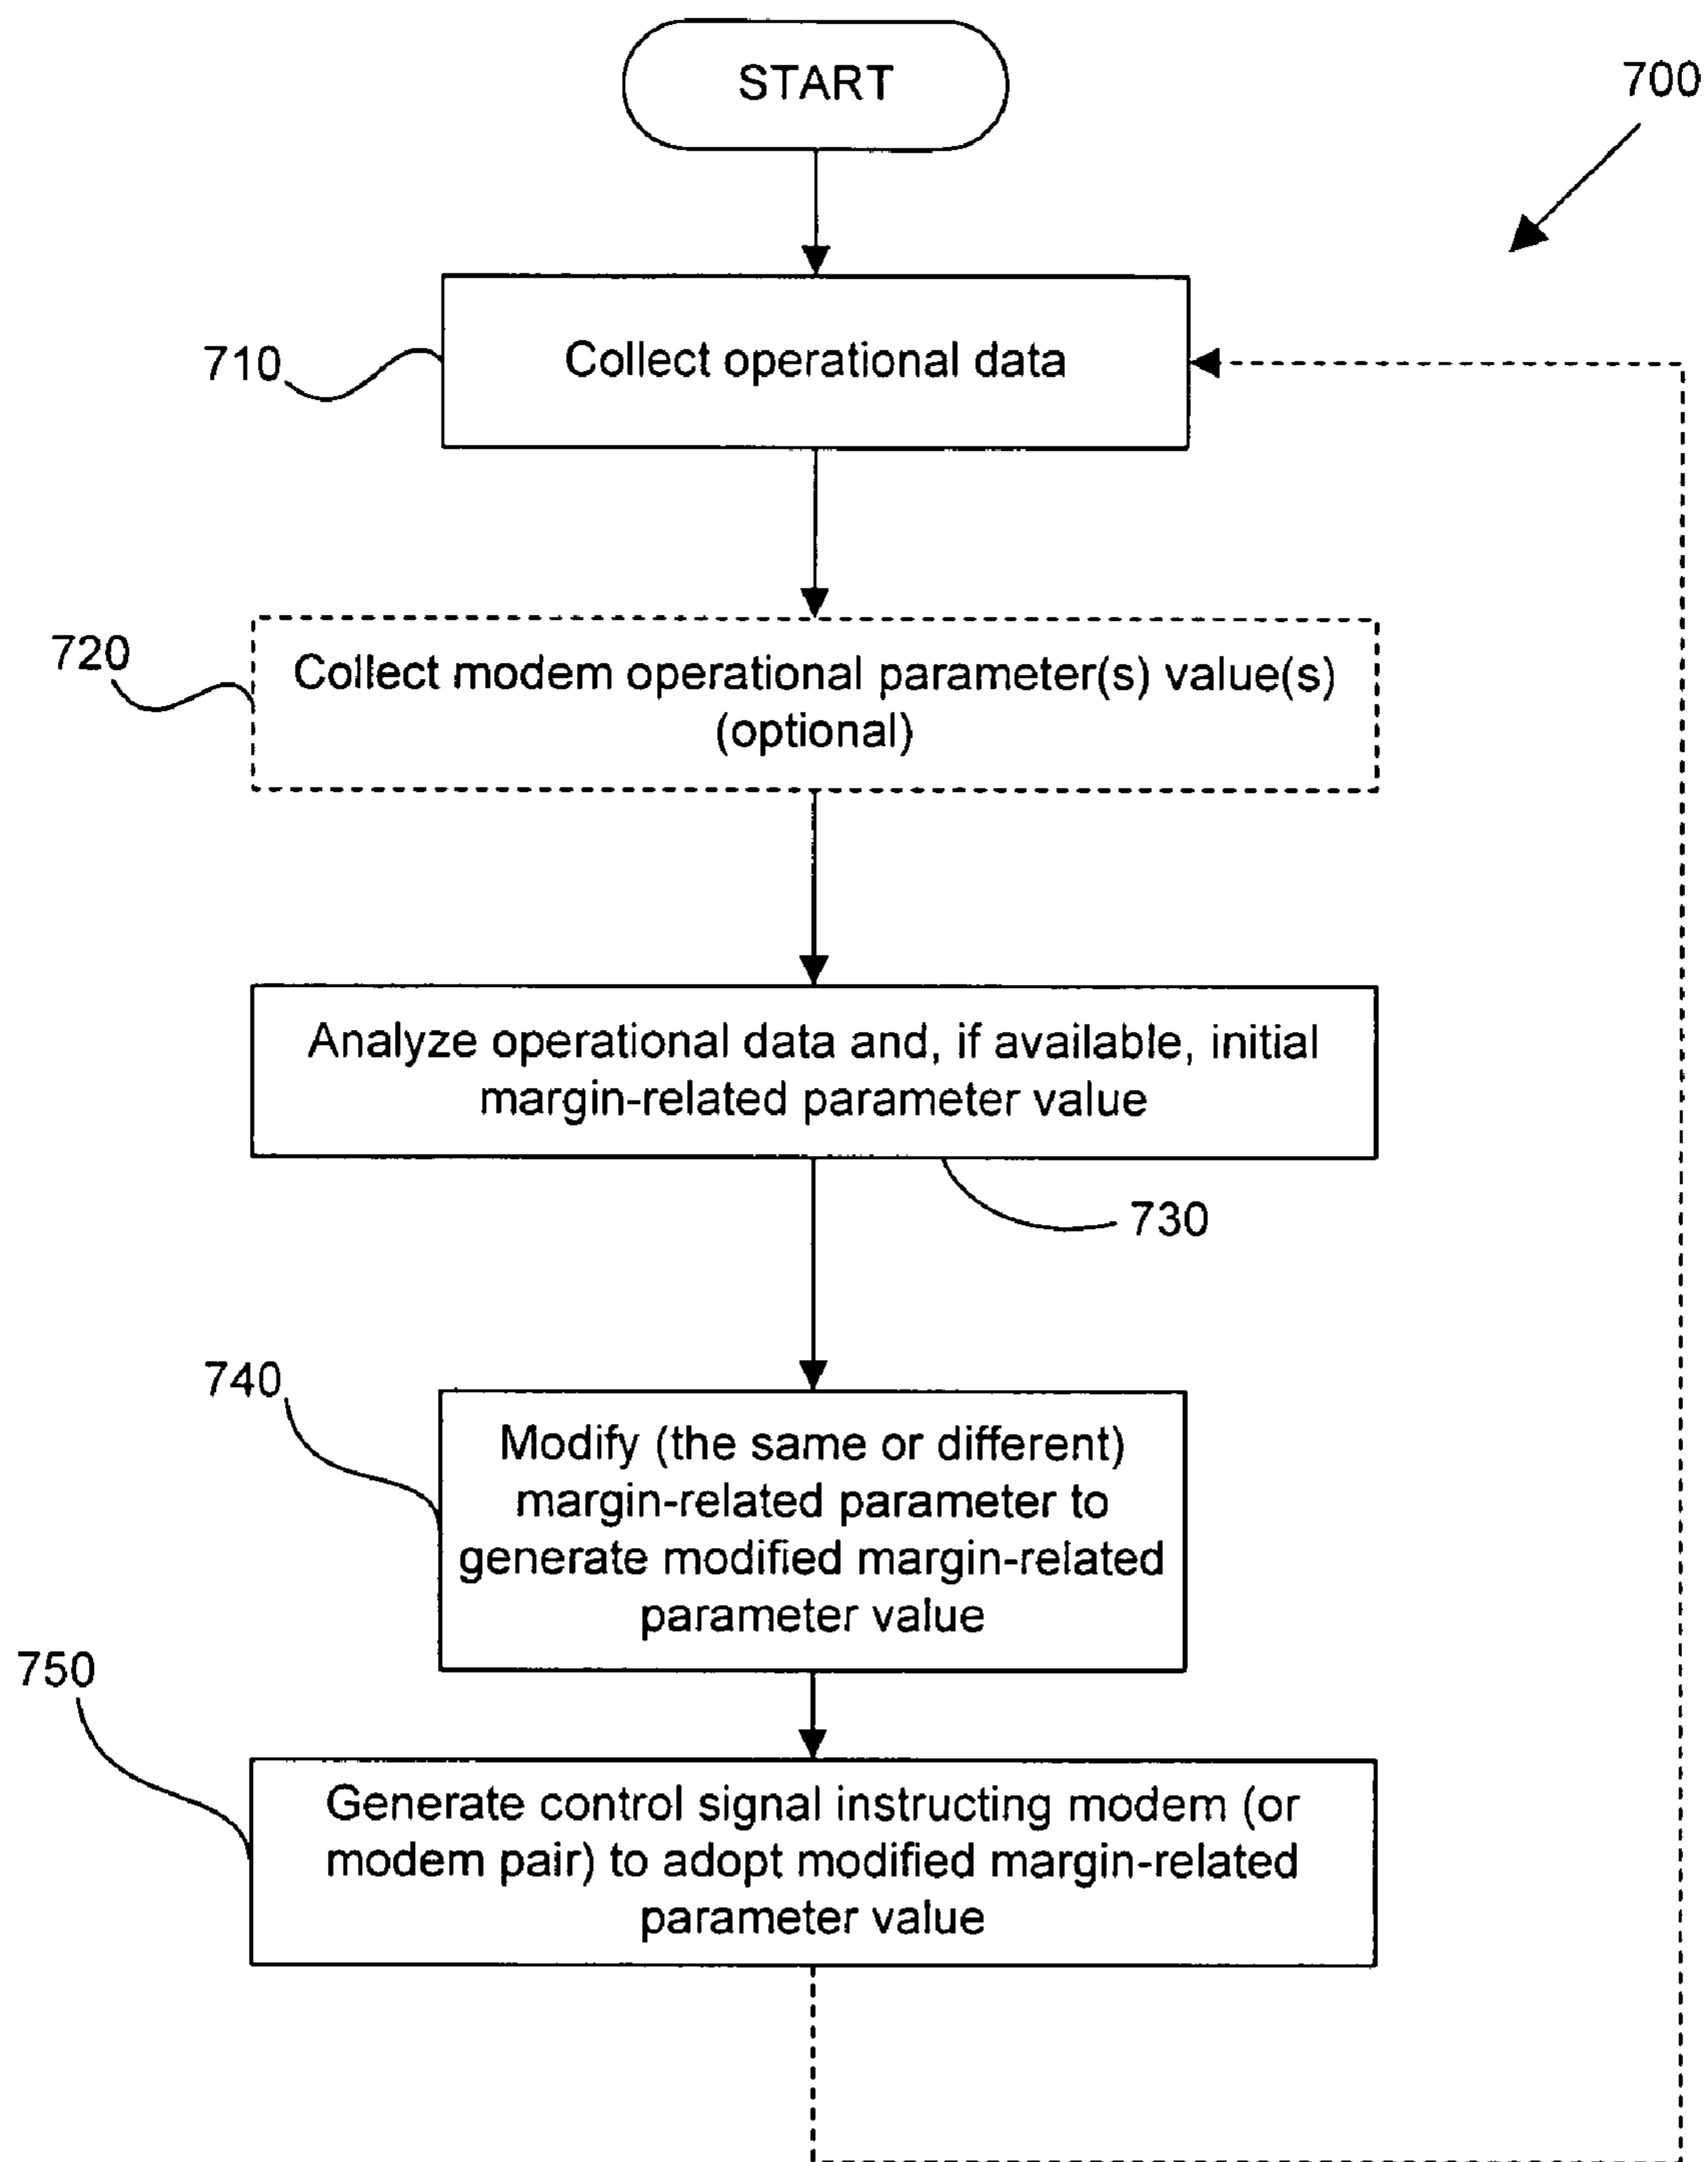 START
700
710
Collect operational data
720
Collect modem operational parameter(s) value(s)
(optional)
Analyze operational data and, if available, initial
margin-related parameter value
730
740
Modify (the same or different)
margin-related parameter to
generate modified margin-related
parameter value
750
Generate control signal instructing modem (or
modem pair) to adopt modified margin-related
parameter value